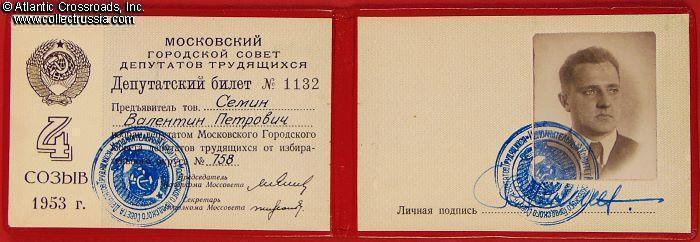 © Atlantic Crossroads, Inc.
www.collectrussia.com
МОСКОВСКИЙ
ГОРОДСКОЙ СОВЕТ
ДЕПУТАТОВ ТРУДЯЩИХСЯ
Депутатский билет № 1132
Предъявитель тов. Семин
Валентин Петрович
депутатом Московского Городского
депутатов трудящихся от избира-
№ 758
Председатель
Моссовета
Секретарь
Моссовета
4
СОЗЫВ
1953 г.
Личная подпись